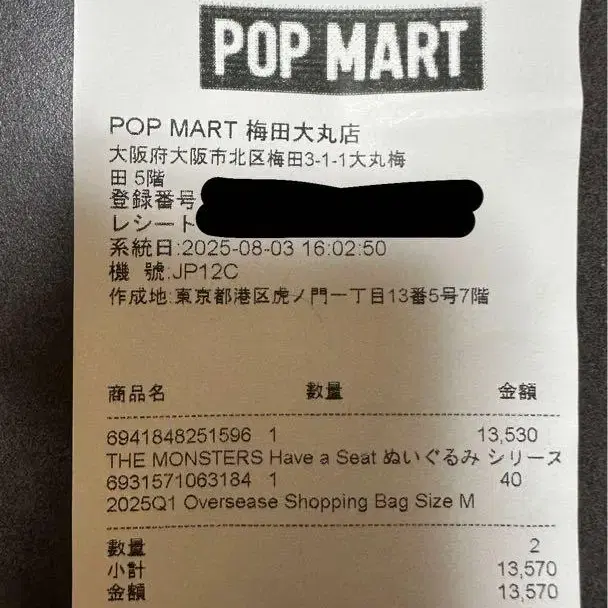 POP MART
POP MART 梅田大丸店
大阪府大阪市北区梅田3-1-1大丸梅
田 5階
登録番号
レシート
系統日:2025-08-03 16:02:50
機 號:JP12C
作成地:東京都港区虎ノ門一丁目13番5号7階
商品名 數量 金額
6941848251596 1 13,530
THE MONSTERS Have a Seat ぬいぐるみ シリーズ
6931571063184 1 40
2025Q1 Oversease Shopping Bag Size M
數量 2
小計 13,570
金額 13,570